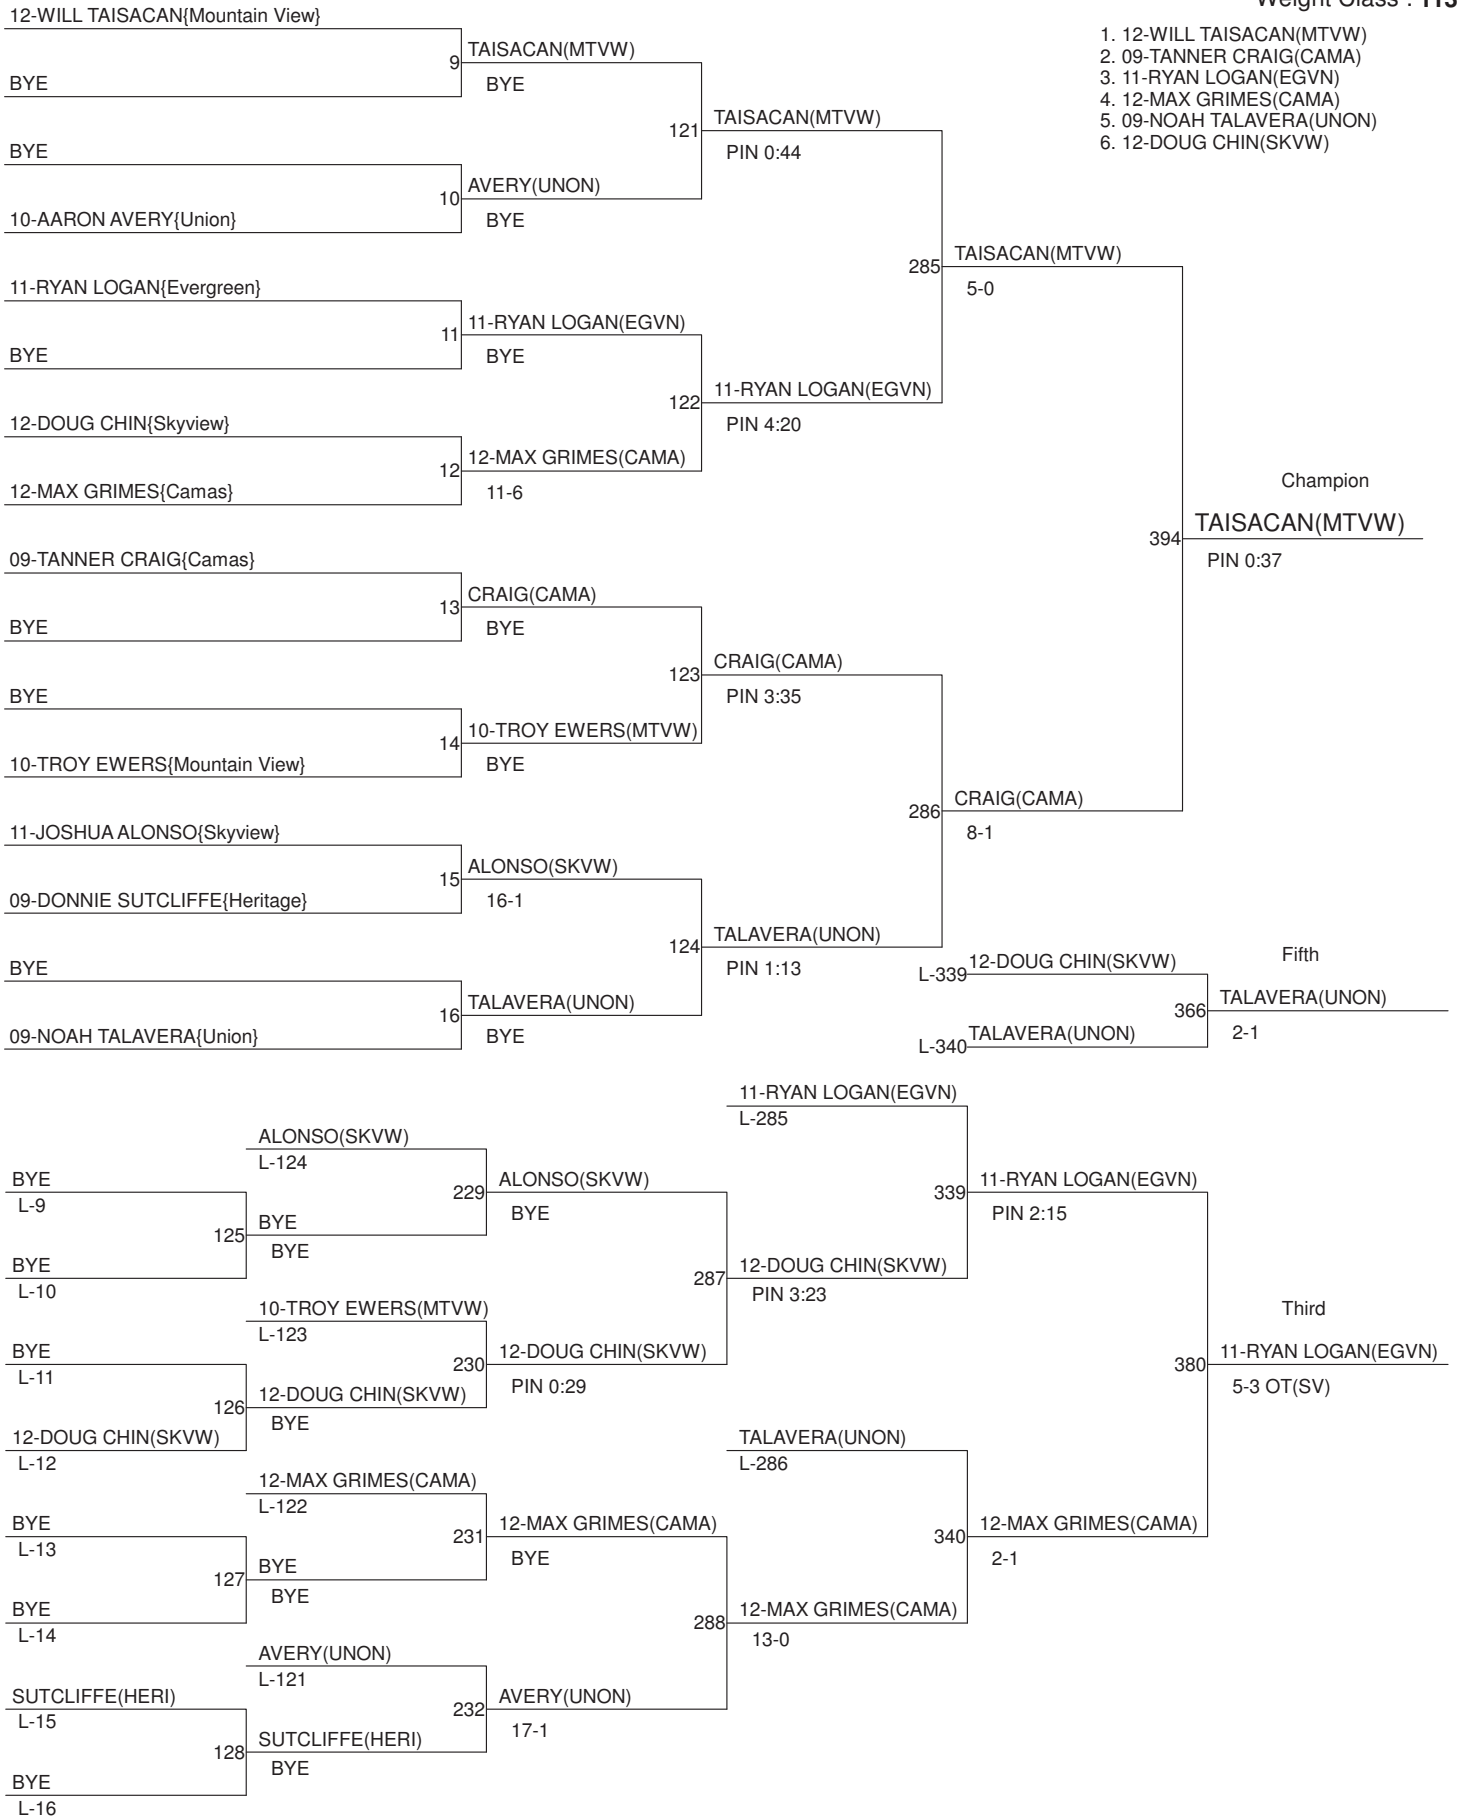 Weight Class : 113
1. 12-WILL TAISACAN(MTVW)
2. 09-TANNER CRAIG(CAMA)
3. 11-RYAN LOGAN(EGVN)
4. 12-MAX GRIMES(CAMA)
5. 09-NOAH TALAVERA(UNON)
6. 12-DOUG CHIN(SKVW)
12-WILL TAISACAN{Mountain View}
9 TAISACAN(MTVW)
BYE
BYE
121 TAISACAN(MTVW)
PIN 0:44
BYE
10 AVERY(UNON)
BYE
10-AARON AVERY{Union}
285 TAISACAN(MTVW)
5-0
11-RYAN LOGAN{Evergreen}
11 11-RYAN LOGAN(EGVN)
BYE
BYE
122 11-RYAN LOGAN(EGVN)
PIN 4:20
12-DOUG CHIN{Skyview}
12 12-MAX GRIMES(CAMA)
11-6
12-MAX GRIMES{Camas}
Champion
394 TAISACAN(MTVW)
PIN 0:37
09-TANNER CRAIG{Camas}
13 CRAIG(CAMA)
BYE
BYE
123 CRAIG(CAMA)
PIN 3:35
BYE
14 10-TROY EWERS(MTVW)
BYE
10-TROY EWERS{Mountain View}
286 CRAIG(CAMA)
8-1
11-JOSHUA ALONSO{Skyview}
15 ALONSO(SKVW)
16-1
09-DONNIE SUTCLIFFE{Heritage}
124 TALAVERA(UNON)
PIN 1:13
BYE
16 TALAVERA(UNON)
BYE
09-NOAH TALAVERA{Union}
Fifth
L-339 12-DOUG CHIN(SKVW)
366 TALAVERA(UNON)
2-1
L-340 TALAVERA(UNON)
11-RYAN LOGAN(EGVN)
L-285
ALONSO(SKVW)
L-124
BYE
L-9
229 ALONSO(SKVW)
BYE
339 11-RYAN LOGAN(EGVN)
PIN 2:15
125 BYE
BYE
BYE
L-10
287 12-DOUG CHIN(SKVW)
PIN 3:23
10-TROY EWERS(MTVW)
L-123
Third
BYE
L-11
230 12-DOUG CHIN(SKVW)
PIN 0:29
380 11-RYAN LOGAN(EGVN)
5-3 OT(SV)
126 12-DOUG CHIN(SKVW)
BYE
12-DOUG CHIN(SKVW)
L-12
TALAVERA(UNON)
L-286
12-MAX GRIMES(CAMA)
L-122
BYE
L-13
231 12-MAX GRIMES(CAMA)
BYE
340 12-MAX GRIMES(CAMA)
2-1
127 BYE
BYE
BYE
L-14
288 12-MAX GRIMES(CAMA)
13-0
AVERY(UNON)
L-121
SUTCLIFFE(HERI)
L-15
232 AVERY(UNON)
17-1
128 SUTCLIFFE(HERI)
BYE
BYE
L-16